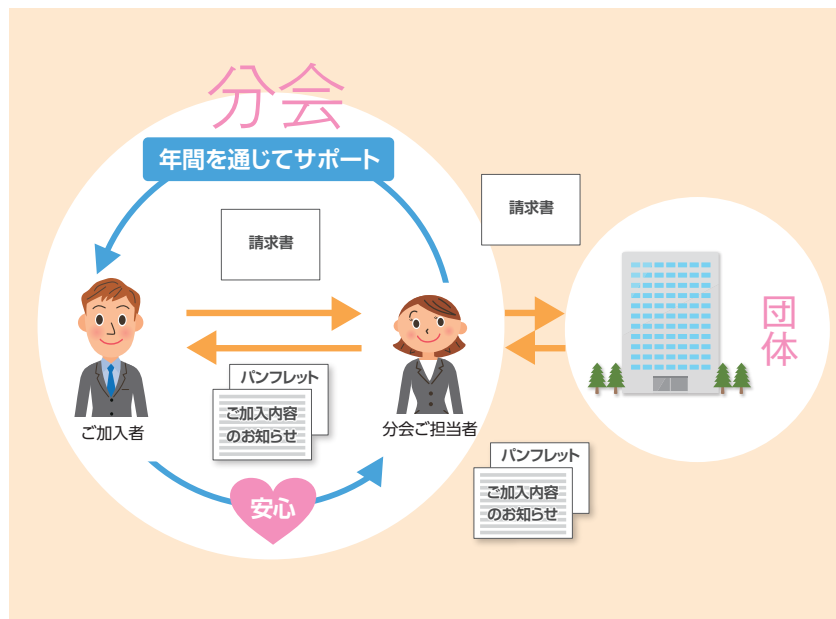 分会
年間を通じてサポート
請求書
請求書
団体
パンフレット
ご加入内容
のお知らせ
ご加入者
分会ご担当者
パンフレット
ご加入内容
のお知らせ
安心